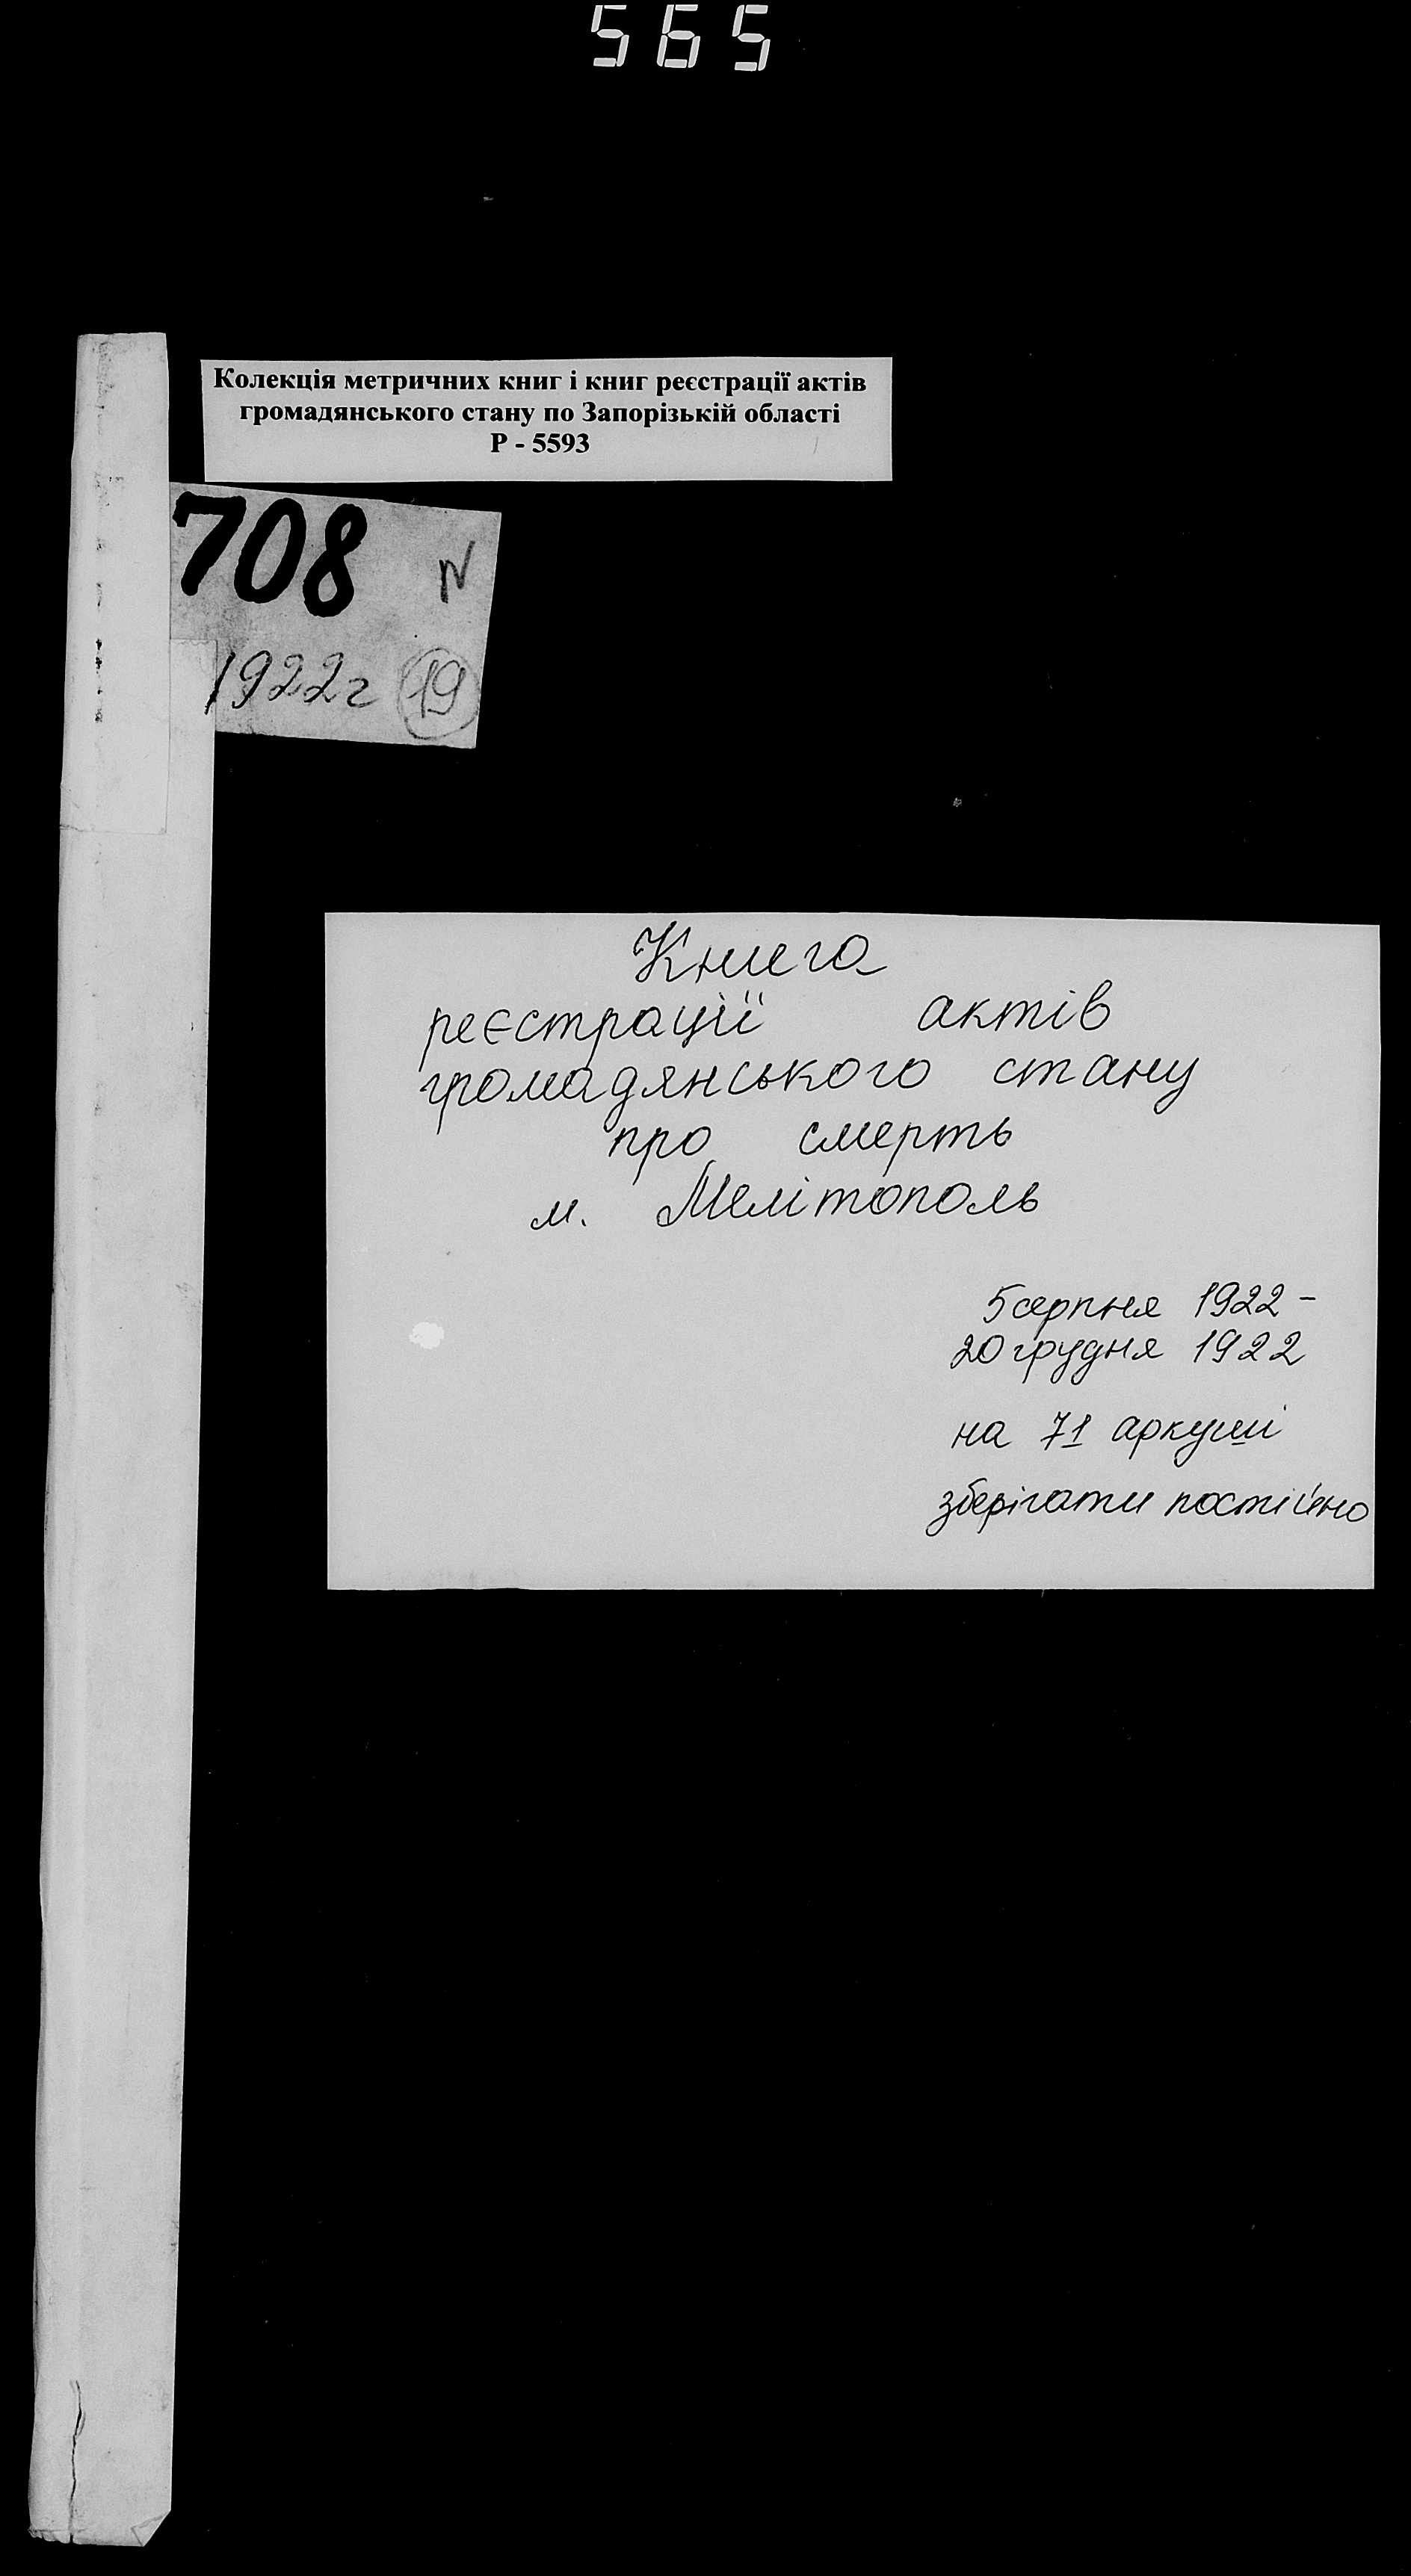 565
Колекція метричних книг і книг реєстрації актів
громадянського стану по Запорізькій області
Р - 5593
708 N
1922г 19
Книга
реєстрації актів
громадянського стану
про смерть
м. Мелітополь
5 серпня 1922 -
20 грудня 1922
на 71 аркуші
зберігати постійно